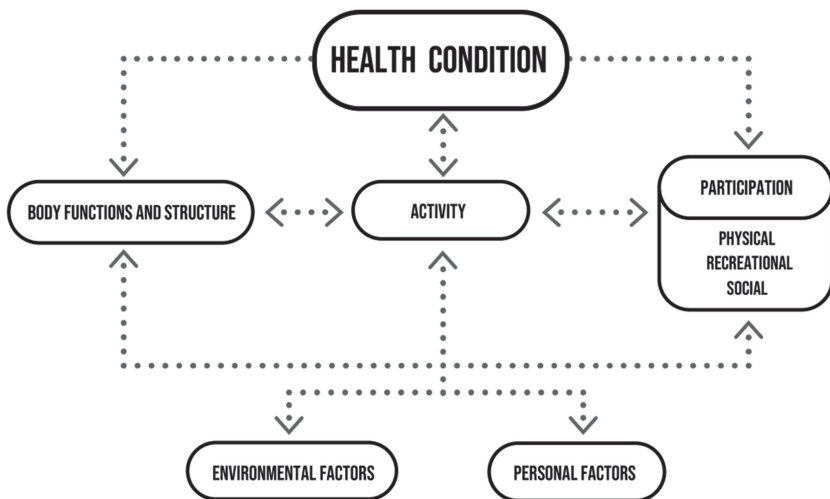 HEALTH CONDITION
BODY FUNCTIONS AND STRUCTURE
ACTIVITY
PARTICIPATION
PHYSICAL
RECREATIONAL
SOCIAL
ENVIRONMENTAL FACTORS
PERSONAL FACTORS